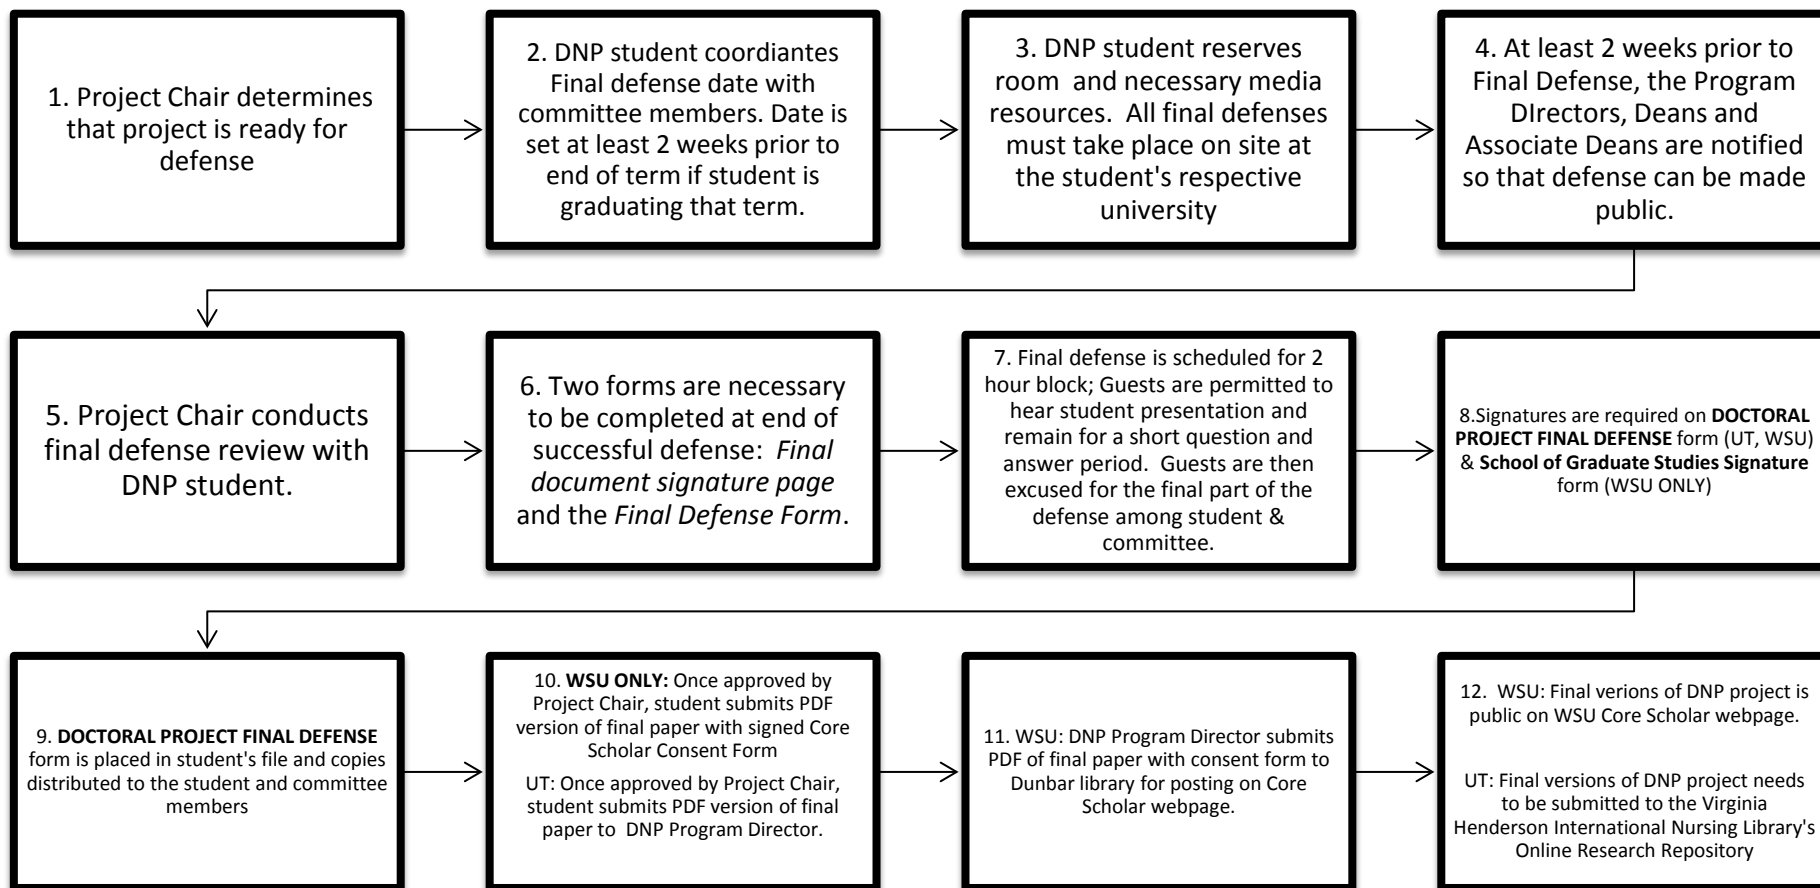 1. Project Chair determines
that project is ready for
defense
2. DNP student coordiantes
Final defense date with
committee members. Date is
set at least 2 weeks prior to
end of term if student is
graduating that term.
3. DNP student reserves
room and necessary media
resources. All final defenses
must take place on site at
the student's respective
university
4. At least 2 weeks prior to
Final Defense, the Program
DIrectors, Deans and
Associate Deans are notified
so that defense can be made
public.
5. Project Chair conducts
final defense review with
DNP student.
6. Two forms are necessary
to be completed at end of
successful defense: Final
document signature page
and the Final Defense Form.
7. Final defense is scheduled for 2
hour block; Guests are permitted to
hear student presentation and
remain for a short question and
answer period. Guests are then
excused for the final part of the
defense among student &
committee.
8.Signatures are required on DOCTORAL
PROJECT FINAL DEFENSE form (UT, WSU)
& School of Graduate Studies Signature
form (WSU ONLY)
9. DOCTORAL PROJECT FINAL DEFENSE
form is placed in student's file and copies
distributed to the student and committee
members
10. WSU ONLY: Once approved by
Project Chair, student submits PDF
version of final paper with signed Core
Scholar Consent Form
UT: Once approved by Project Chair,
student submits PDF version of final
paper to DNP Program Director.
11. WSU: DNP Program Director submits
PDF of final paper with consent form to
Dunbar library for posting on Core
Scholar webpage.
12. WSU: Final verions of DNP project is
public on WSU Core Scholar webpage.
UT: Final versions of DNP project needs
to be submitted to the Virginia
Henderson International Nursing Library's
Online Research Repository